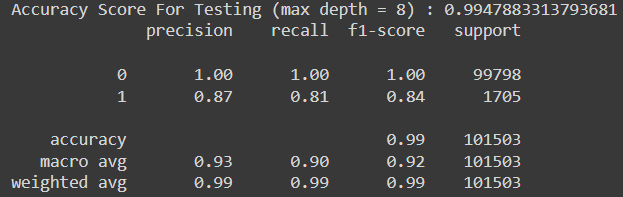 Accuracy Score For Testing (max depth = 8) : 0.9947883313793681
precision recall f1-score support
0 1.00 1.00 1.00 99798
1 0.87 0.81 0.84 1705
accuracy 0.99 101503
macro avg 0.93 0.90 0.92 101503
weighted avg 0.99 0.99 0.99 101503